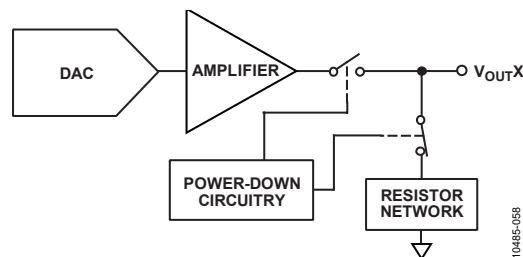 DAC
AMPLIFIER
VOUTX
POWER-DOWN
CIRCUITRY
RESISTOR
NETWORK
10485-058